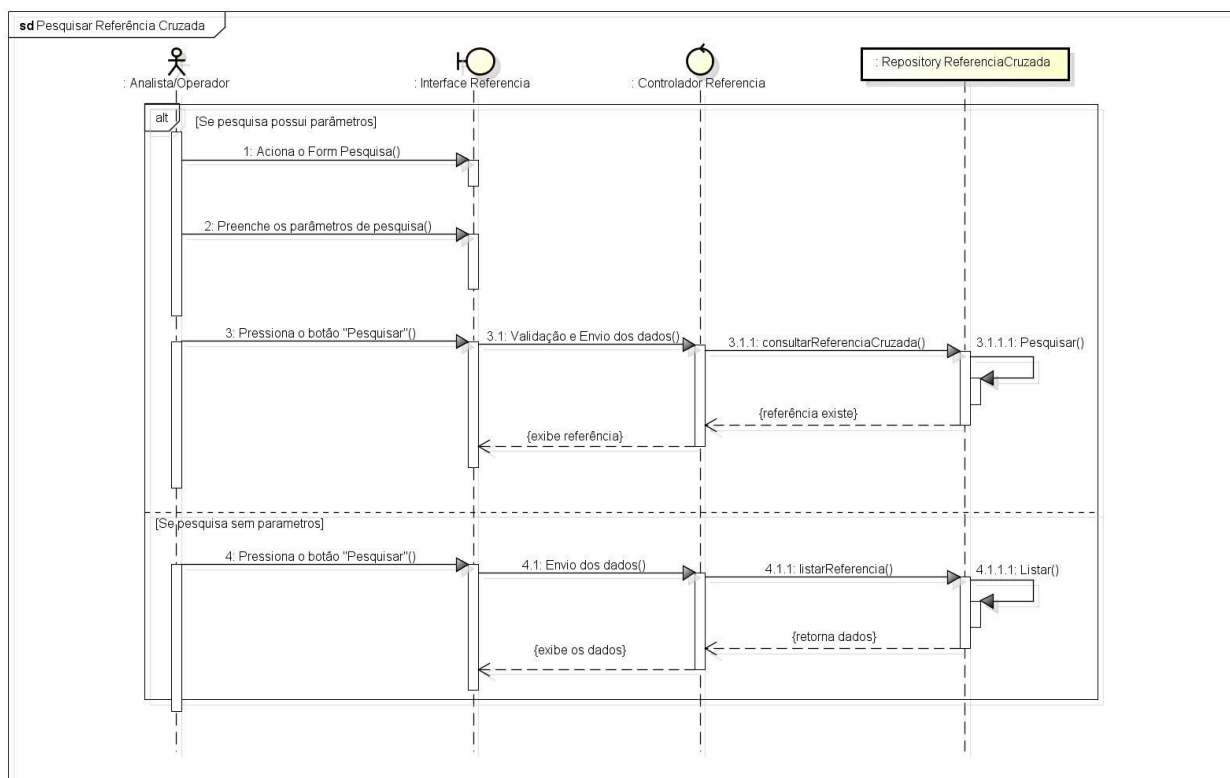 sd Pesquisar Referência Cruzada
: Analista/Operador
: Interface Referencia
: Controlador Referencia
: Repository ReferenciaCruzada
alt
[Se pesquisa possui parâmetros]
1: Aciona o Form Pesquisa()
2: Preenche os parâmetros de pesquisa()
3: Pressiona o botão "Pesquisar"()
3.1: Validação e Envio dos dados()
3.1.1: consultarReferenciaCruzada()
3.1.1.1: Pesquisar()
{referência existe}
{exibe referência}
[Se pesquisa sem parametros]
4: Pressiona o botão "Pesquisar"()
4.1: Envio dos dados()
4.1.1: listarReferencia()
4.1.1.1: Listar()
{retorna dados}
{exibe os dados}